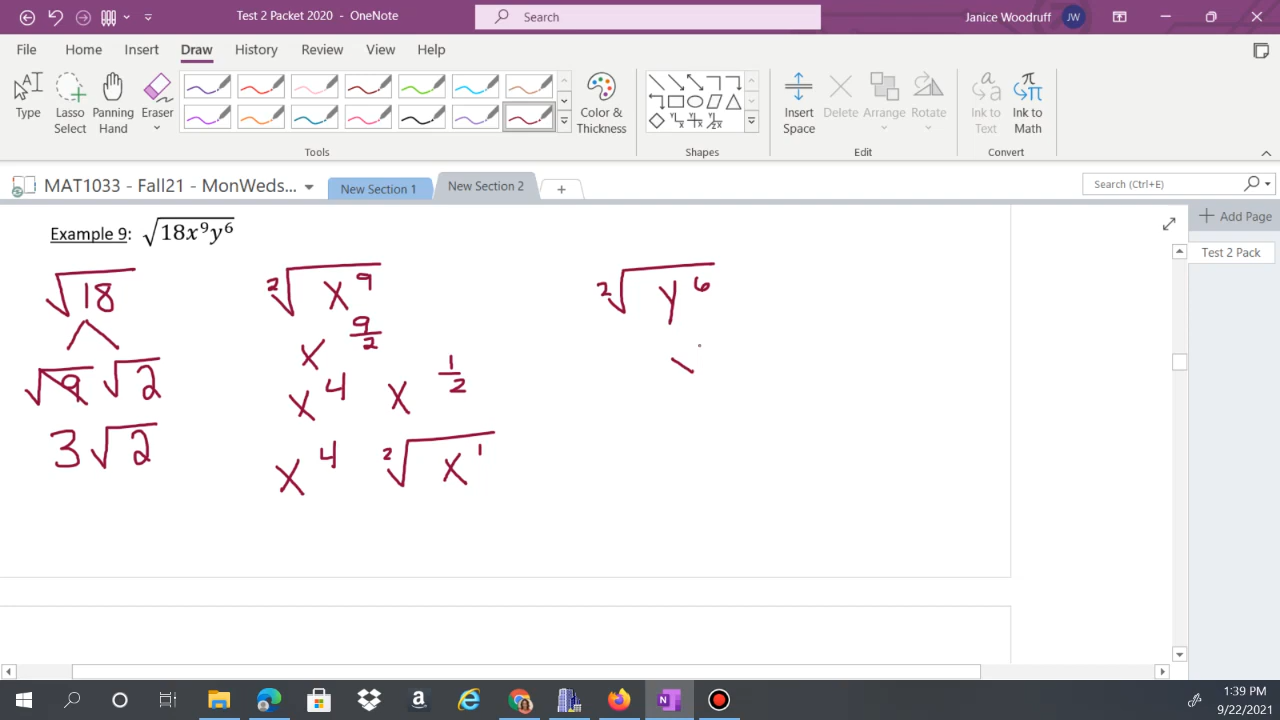 Test 2 Packet 2020 - OneNote
Search
Janice Woodruff JW
File Home Insert Draw History Review View Help
Type
Lasso Select
Panning Hand
Eraser
Color & Thickness
Insert Space
Delete
Arrange
Rotate
Ink to Text
Ink to Math
Tools
Shapes
Edit
Convert
MAT1033 - Fall21 - MonWeds...
New Section 1
New Section 2
Search (Ctrl+E)
Add Page
Test 2 Pack
Example 9: √(18x⁹y⁶)
√18
√9 √2
3√2
²√(x⁹)
x^(9/2)
x⁴ x^(1/2)
x⁴ ²√(x¹)
²√(y⁶)
1:39 PM
9/22/2021